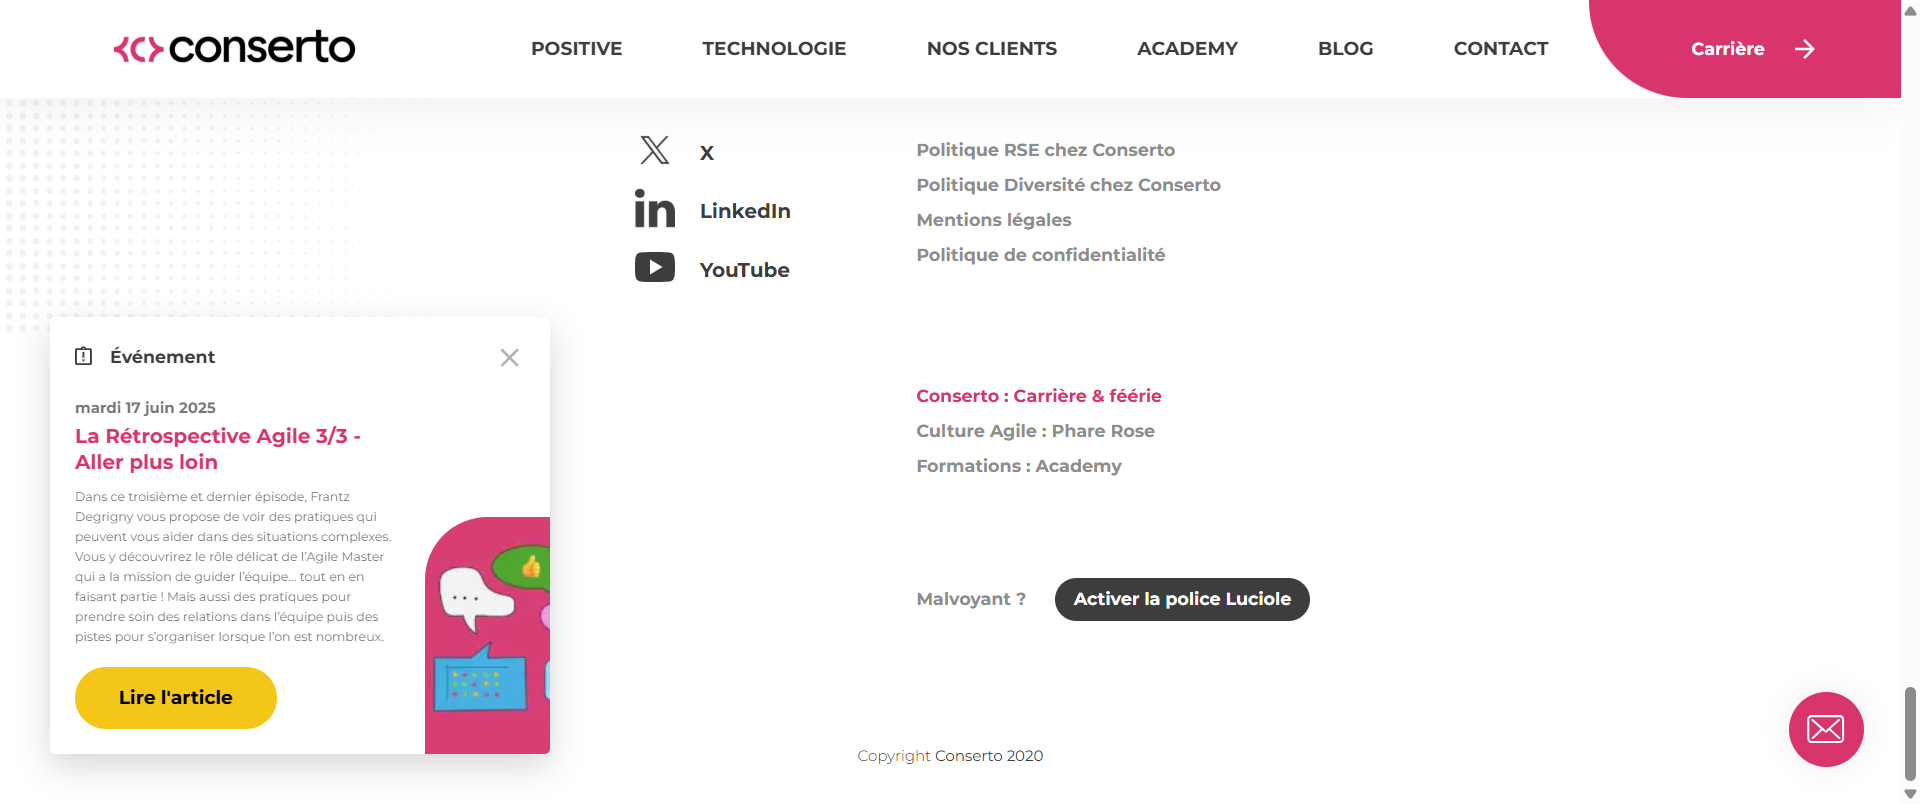 conserto
POSITIVE
TECHNOLOGIE
NOS CLIENTS
ACADEMY
BLOG
CONTACT
Carrière
X
LinkedIn
YouTube
Politique RSE chez Conserto
Politique Diversité chez Conserto
Mentions légales
Politique de confidentialité
Événement
mardi 17 juin 2025
La Rétrospective Agile 3/3 -
Aller plus loin
Dans ce troisième et dernier épisode, Frantz
Degrigny vous propose de voir des pratiques qui
peuvent vous aider dans des situations complexes.
Vous y découvrirez le rôle délicat de l'Agile Master
qui a la mission de guider l'équipe... tout en en
faisant partie ! Mais aussi des pratiques pour
prendre soin des relations dans l'équipe puis des
pistes pour s'organiser lorsque l'on est nombreux.
Lire l'article
Conserto : Carrière & féérie
Culture Agile : Phare Rose
Formations : Academy
Malvoyant ?
Activer la police Luciole
Copyright Conserto 2020